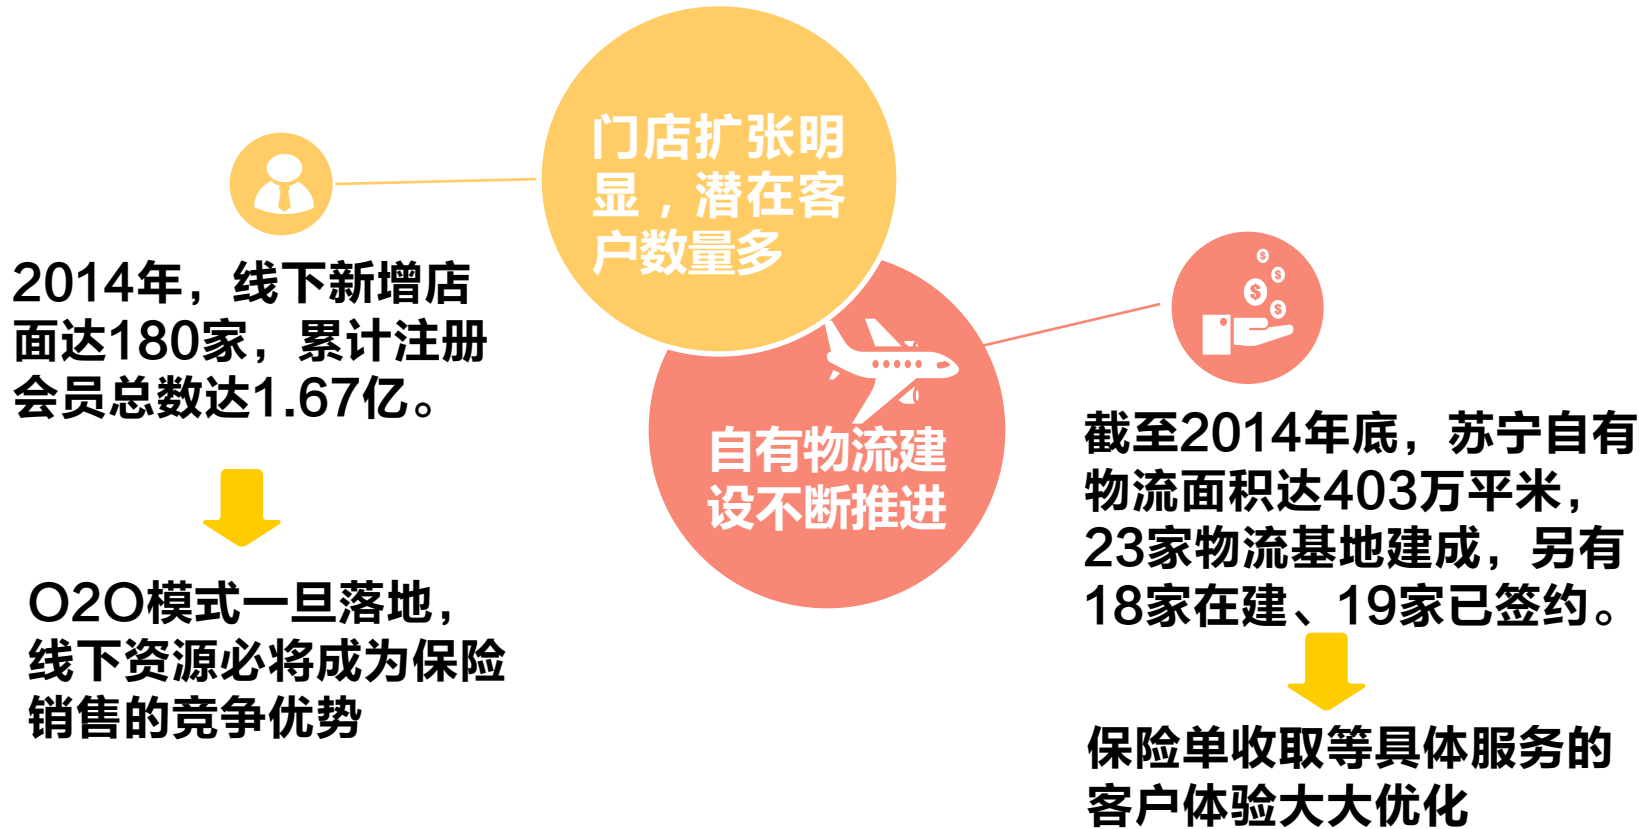 门店扩张明
显，潜在客
户数量多
2014年，线下新增店
面达180家，累计注册
会员总数达1.67亿。
O2O模式一旦落地，
线下资源必将成为保险
销售的竞争优势
自有物流建
设不断推进
截至2014年底，苏宁自有
物流面积达403万平米，
23家物流基地建成，另有
18家在建、19家已签约。
保险单收取等具体服务的
客户体验大大优化